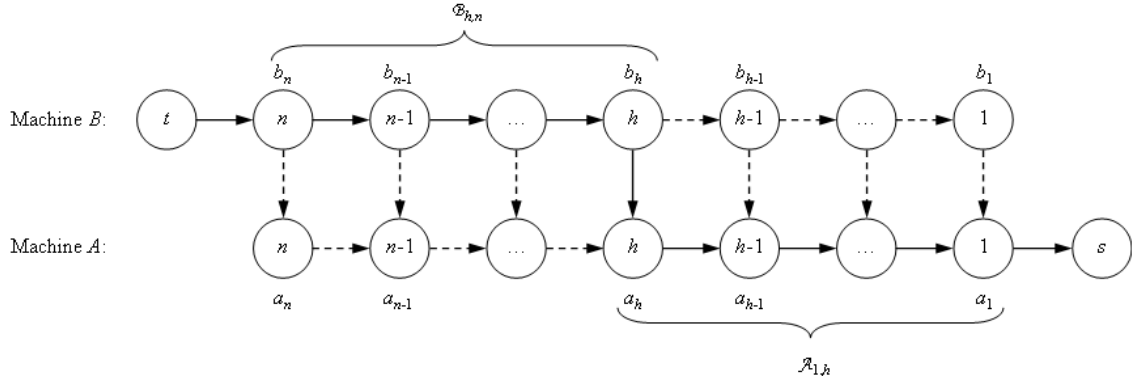 ℬh,n
bn bn-1 bh bh-1 b1
Machine B: t n n-1 ... h h-1 ... 1
Machine A: n n-1 ... h h-1 ... 1 s
an an-1 ah ah-1 a1
𝒜1,h